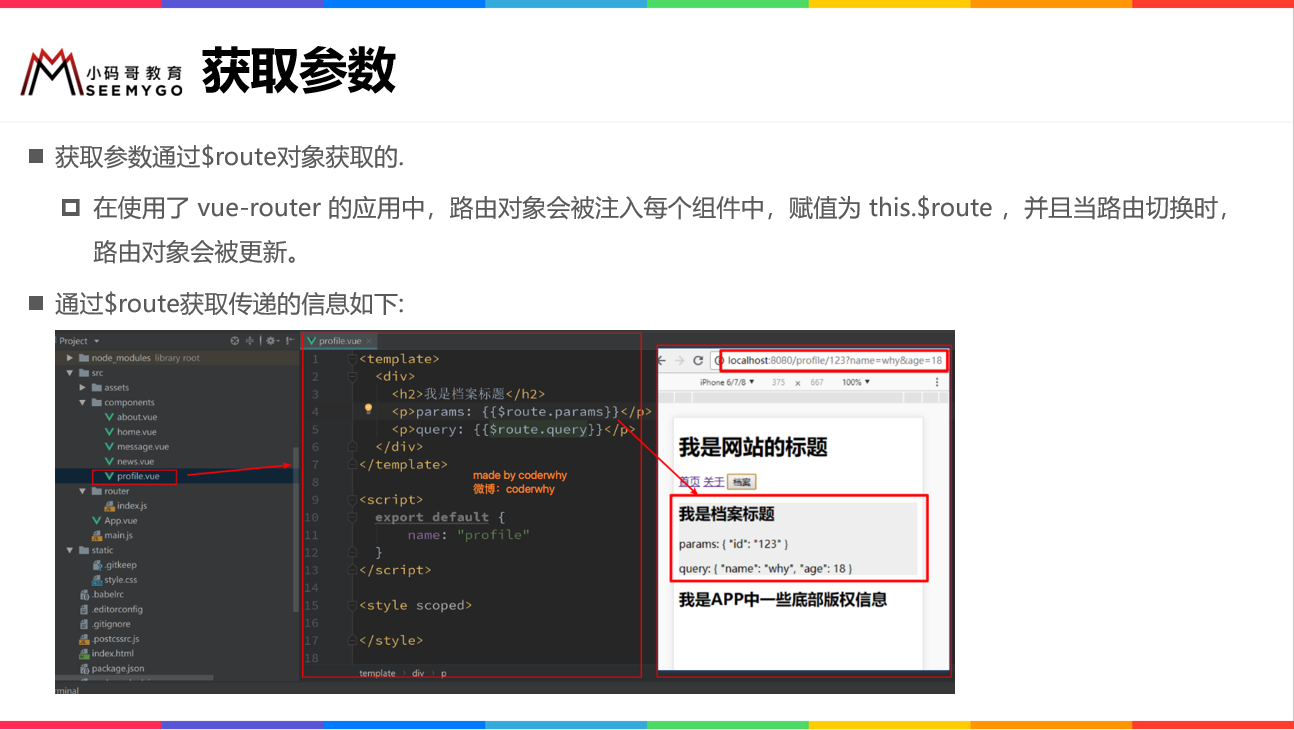 小码哥教育
SEEMYGO
获取参数
获取参数通过$route对象获取的.
在使用了 vue-router 的应用中，路由对象会被注入每个组件中，赋值为 this.$route ，并且当路由切换时，
路由对象会被更新。
通过$route获取传递的信息如下:
Project
node_modules library root
src
assets
components
about.vue
home.vue
message.vue
news.vue
profile.vue
router
index.js
App.vue
main.js
static
.gitkeep
style.css
.babelrc
.editorconfig
.gitignore
.postcssrc.js
index.html
package.json
rminal
profile.vue
1 <template>
2 <div>
3 <h2>我是档案标题</h2>
4 <p>params: {{$route.params}}</p>
5 <p>query: {{$route.query}}</p>
6 </div>
7 </template>
8
9 <script>
10 export default {
11 name: "profile"
12 }
13 </script>
14
15 <style scoped>
16
17 </style>
18
made by coderwhy
微博：coderwhy
template › div › p
localhost:8080/profile/123?name=why&age=18
iPhone 6/7/8 375 x 667 100%
我是网站的标题
首页 关于 档案
我是档案标题
params: { "id": "123" }
query: { "name": "why", "age": 18 }
我是APP中一些底部版权信息